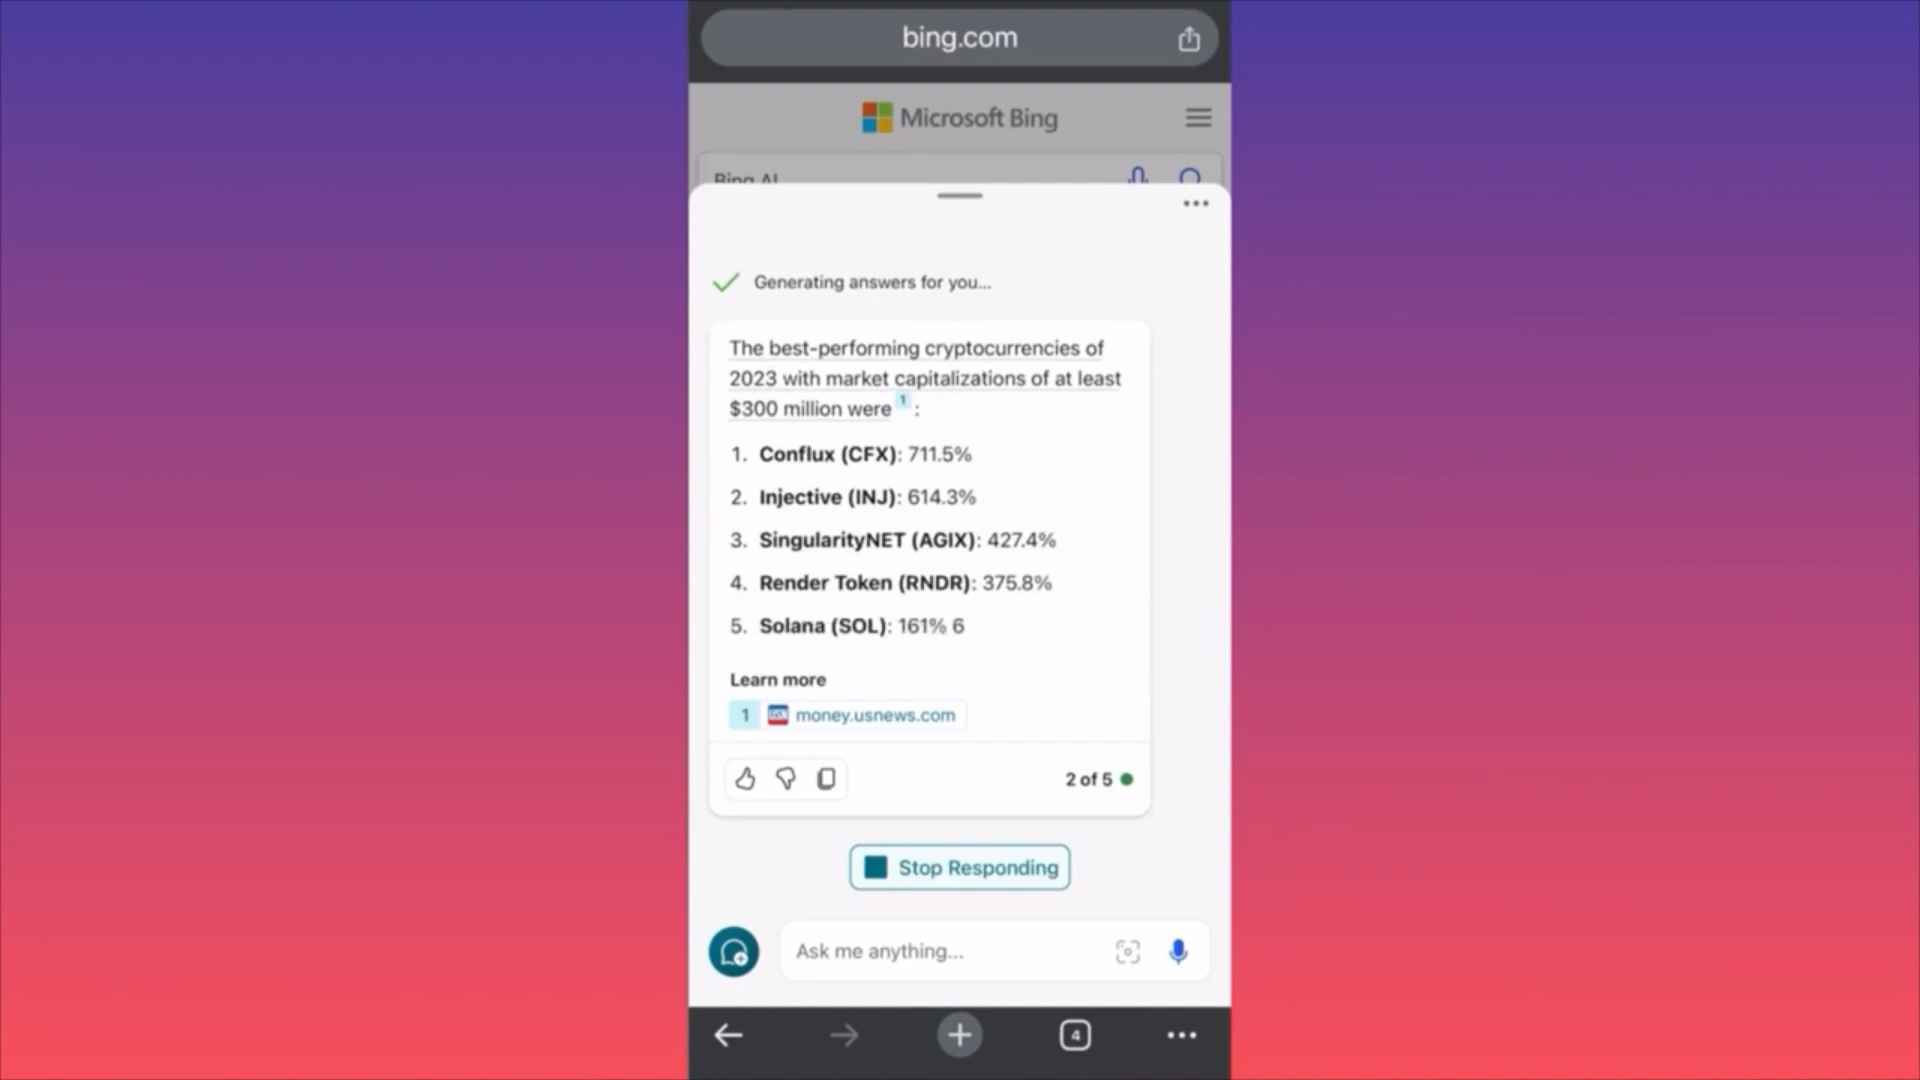 bing.com
Microsoft Bing
Bing AI
Generating answers for you...
The best-performing cryptocurrencies of
2023 with market capitalizations of at least
$300 million were 1 :
1. Conflux (CFX): 711.5%
2. Injective (INJ): 614.3%
3. SingularityNET (AGIX): 427.4%
4. Render Token (RNDR): 375.8%
5. Solana (SOL): 161% 6
Learn more
1 money.usnews.com
2 of 5
Stop Responding
Ask me anything...
4